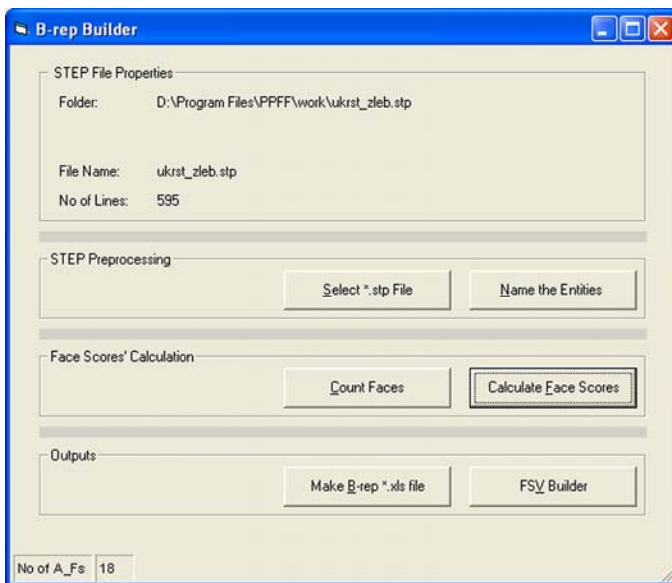 B-rep Builder
STEP File Properties
Folder: D:\Program Files\PPFF\work\ukrst_zleb.stp
File Name: ukrst_zleb.stp
No of Lines: 595
STEP Preprocessing
Select *.stp File Name the Entities
Face Scores' Calculation
Count Faces Calculate Face Scores
Outputs
Make B-rep *.xls file FSV Builder
No of A_Fs 18